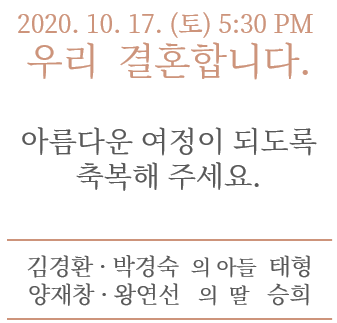 2020. 10. 17. (토) 5:30 PM
우리 결혼합니다.
아름다운 여정이 되도록
축복해 주세요.
김경환 · 박경숙 의 아들 태형
양재창 · 왕연선 의 딸 승희